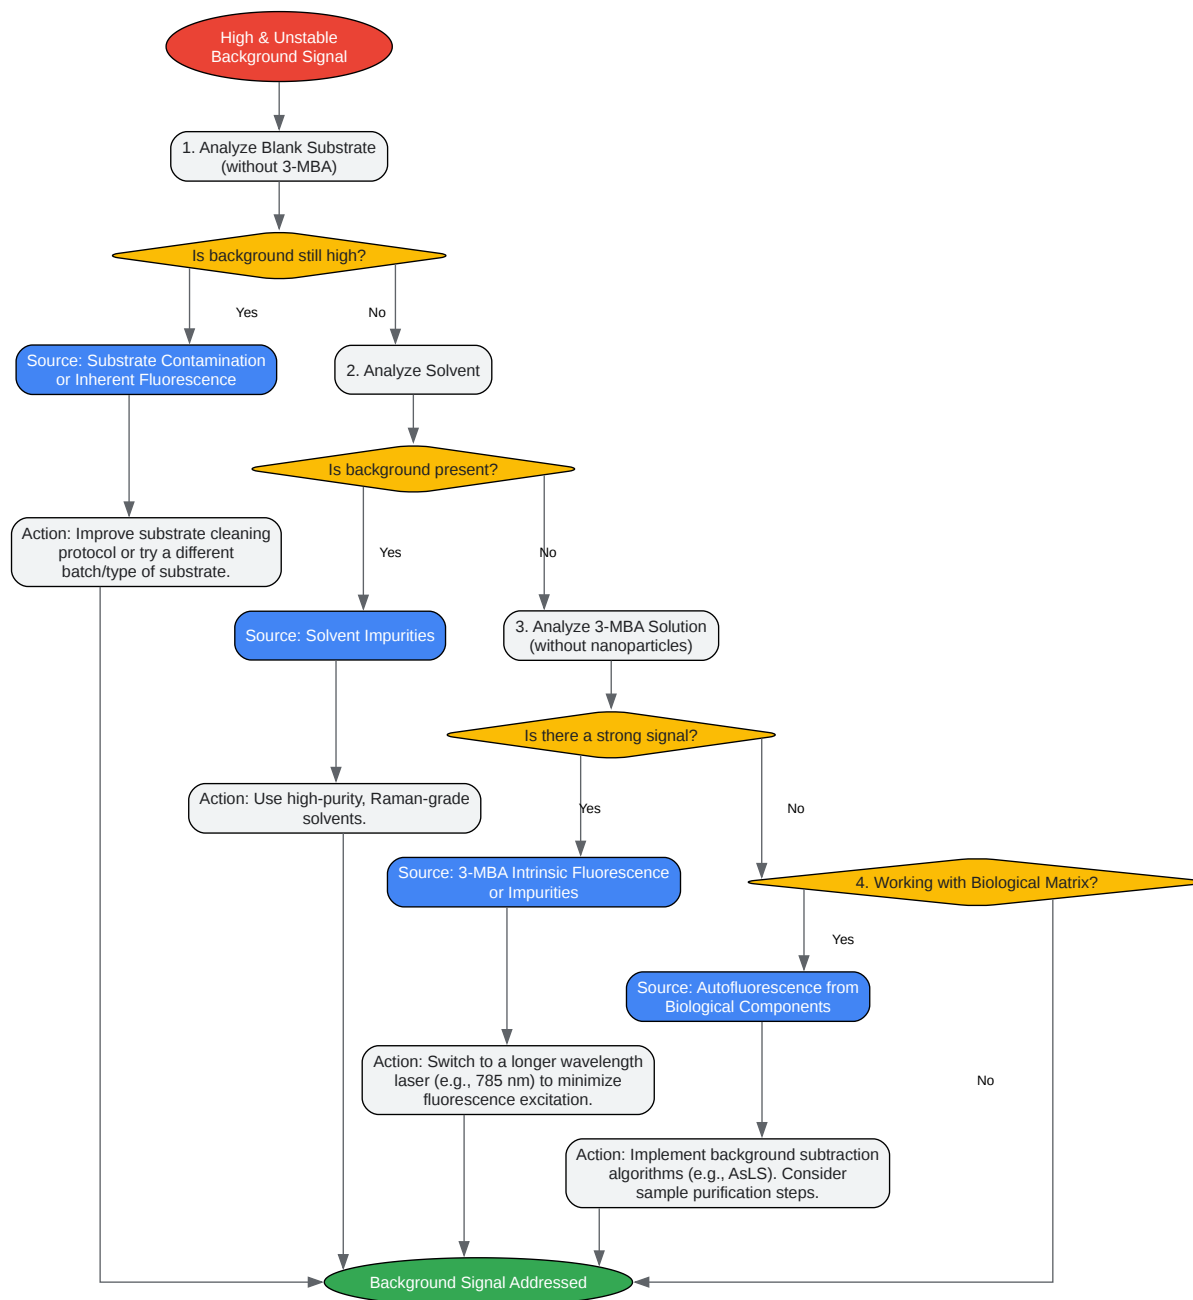 High & Unstable
Background Signal
1. Analyze Blank Substrate
(without 3-MBA)
Is background still high?
Yes
No
Source: Substrate Contamination
or Inherent Fluorescence
2. Analyze Solvent
Is background present?
Action: Improve substrate cleaning
protocol or try a different
batch/type of substrate.
Yes
No
Source: Solvent Impurities
3. Analyze 3-MBA Solution
(without nanoparticles)
Is there a strong signal?
Action: Use high-purity, Raman-grade
solvents.
Yes
No
Source: 3-MBA Intrinsic Fluorescence
or Impurities
4. Working with Biological Matrix?
Yes
Source: Autofluorescence from
Biological Components
Action: Switch to a longer wavelength
laser (e.g., 785 nm) to minimize
fluorescence excitation.
No
Action: Implement background subtraction
algorithms (e.g., AsLS). Consider
sample purification steps.
Background Signal Addressed